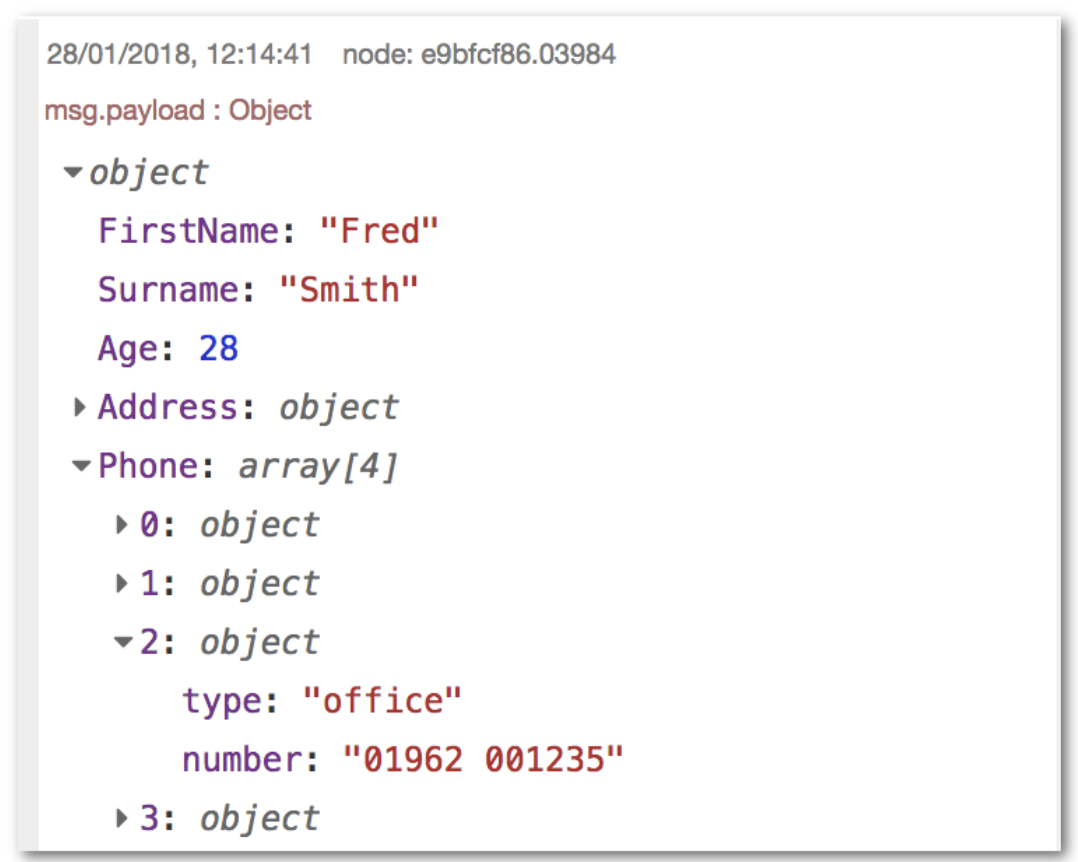 28/01/2018, 12:14:41 node: e9bfcf86.03984
msg.payload : Object
object
FirstName: "Fred"
Surname: "Smith"
Age: 28
Address: object
Phone: array[4]
0: object
1: object
2: object
type: "office"
number: "01962 001235"
3: object